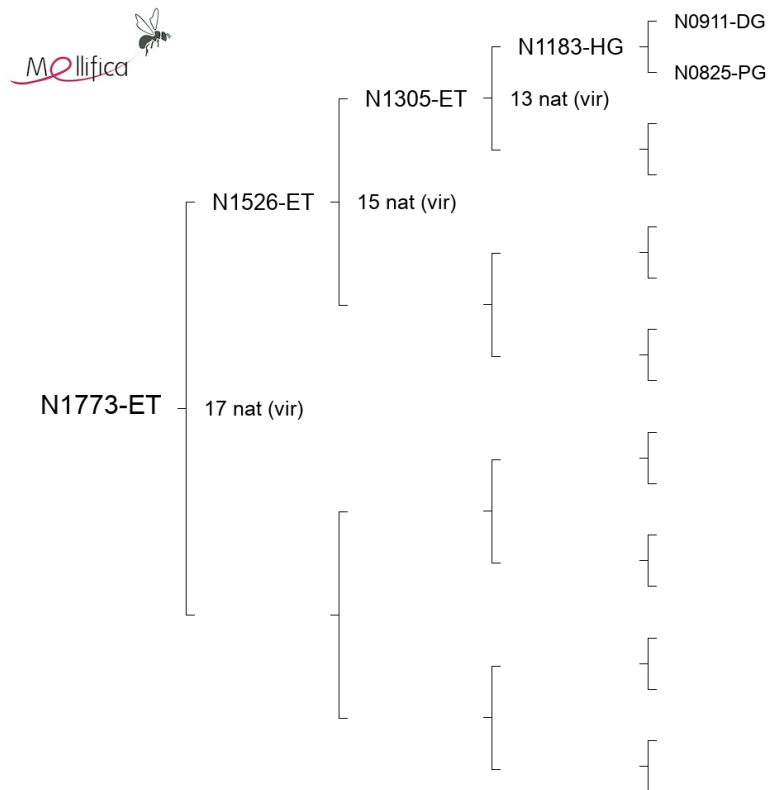 Mellifica
N0911-DG
N1183-HG
N0825-PG
N1305-ET
13 nat (vir)
N1526-ET
15 nat (vir)
N1773-ET
17 nat (vir)